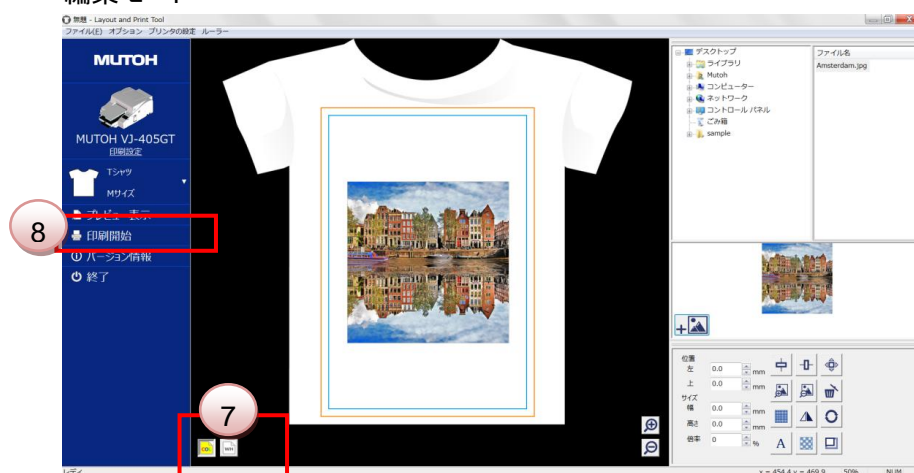 無題 - Layout and Print Tool
ファイル(F) オプション プリンタの設定 ルーラー
MUTOH
MUTOH VJ-405GT
印刷設定
Tシャツ
Mサイズ
プレビュー表示
8
印刷開始
バージョン情報
終了
7
デスクトップ
ライブラリ
Mutoh
コンピューター
ネットワーク
コントロール パネル
ごみ箱
sample
ファイル名
Amsterdam.jpg
位置
左 0.0 mm
上 0.0 mm
サイズ
幅 0.0 mm
高さ 0.0 mm
倍率 0 %
A
レディ
x = 454.4 y = 469.9 50% NUM